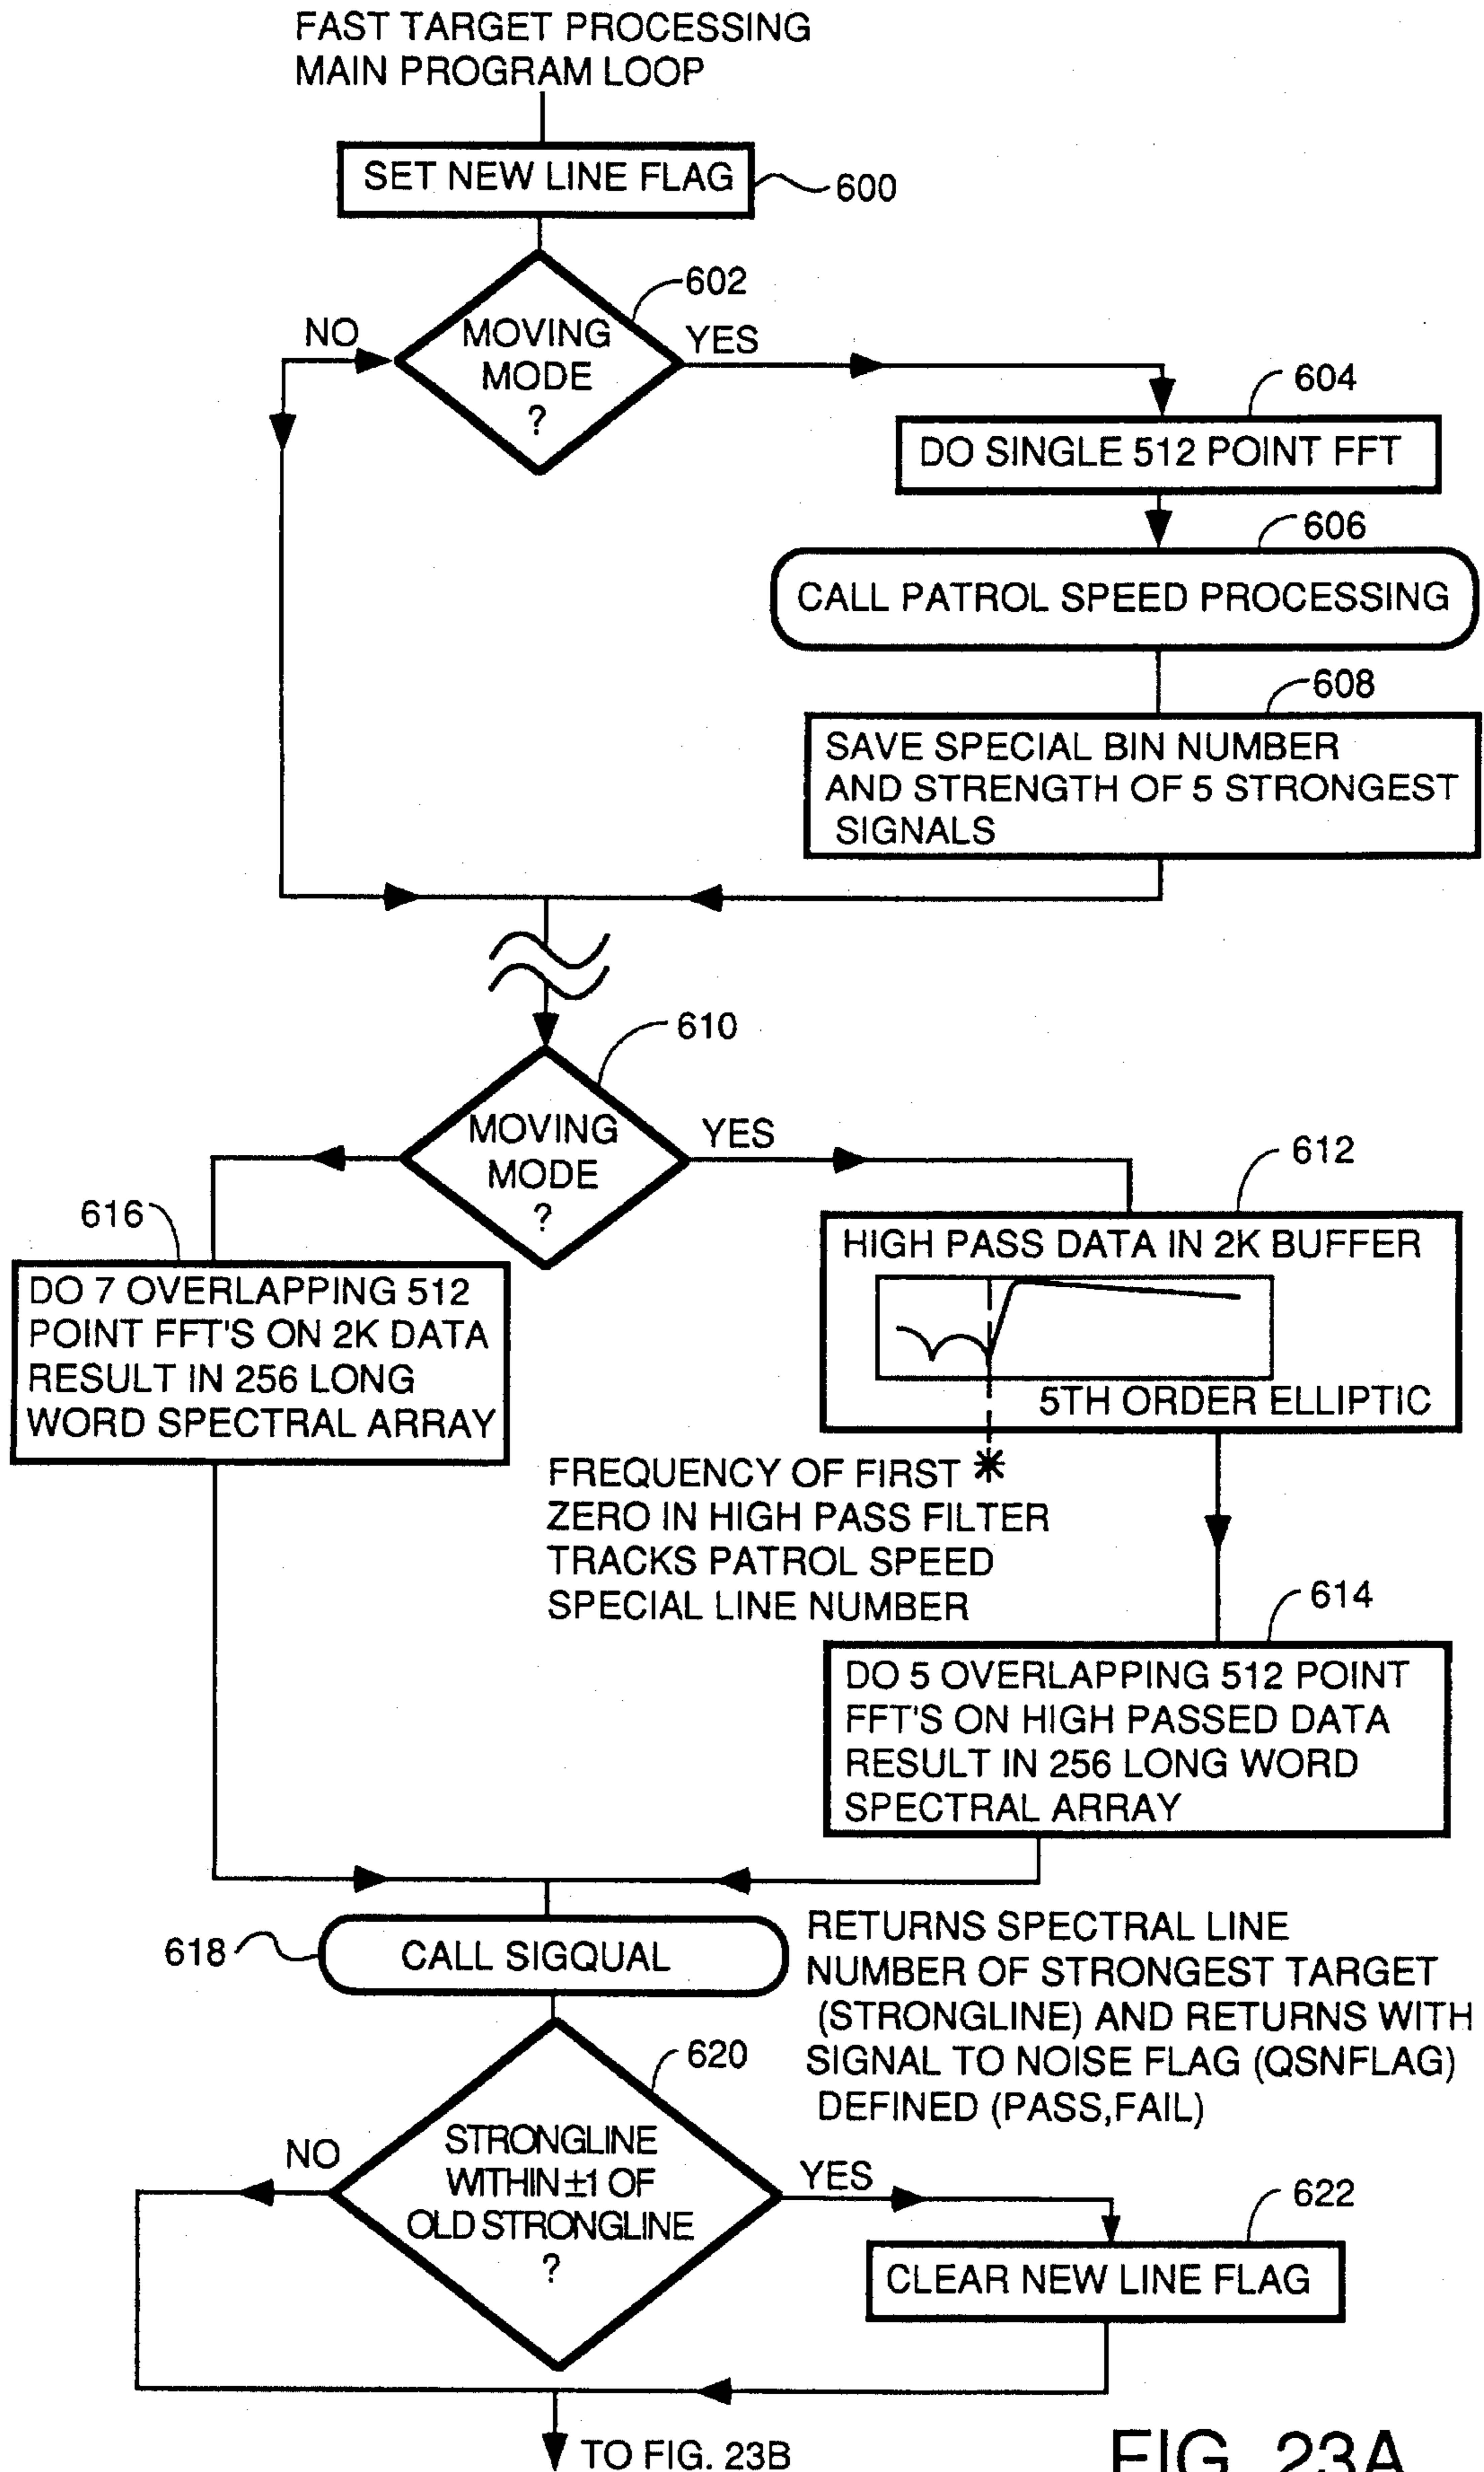 FAST TARGET PROCESSING
MAIN PROGRAM LOOP
SET NEW LINE FLAG
600
602
MOVING
MODE
?
NO
YES
604
DO SINGLE 512 POINT FFT
606
CALL PATROL SPEED PROCESSING
608
SAVE SPECIAL BIN NUMBER
AND STRENGTH OF 5 STRONGEST
SIGNALS
610
MOVING
MODE
?
YES
612
HIGH PASS DATA IN 2K BUFFER
5TH ORDER ELLIPTIC
616
DO 7 OVERLAPPING 512
POINT FFT'S ON 2K DATA
RESULT IN 256 LONG
WORD SPECTRAL ARRAY
FREQUENCY OF FIRST *
ZERO IN HIGH PASS FILTER
TRACKS PATROL SPEED
SPECIAL LINE NUMBER
614
DO 5 OVERLAPPING 512 POINT
FFT'S ON HIGH PASSED DATA
RESULT IN 256 LONG WORD
SPECTRAL ARRAY
618
CALL SIGQUAL
RETURNS SPECTRAL LINE
NUMBER OF STRONGEST TARGET
(STRONGLINE) AND RETURNS WITH
SIGNAL TO NOISE FLAG (QSNFLAG)
DEFINED (PASS,FAIL)
620
STRONGLINE
WITHIN ±1 OF
OLD STRONGLINE
?
NO
YES
622
CLEAR NEW LINE FLAG
TO FIG. 23B
FIG. 23A